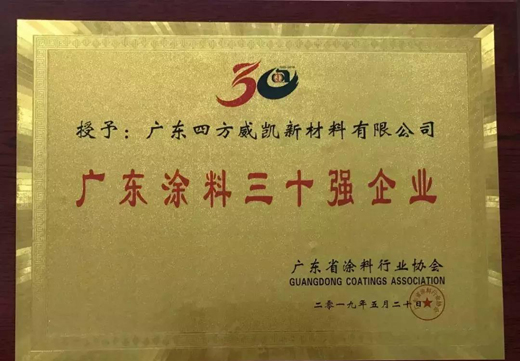 30
授予：广东四方威凯新材料有限公司
广东涂料三十强企业
广东省涂料行业协会
GUANGDONG COATINGS ASSOCIATION
二零一九年五月二十日